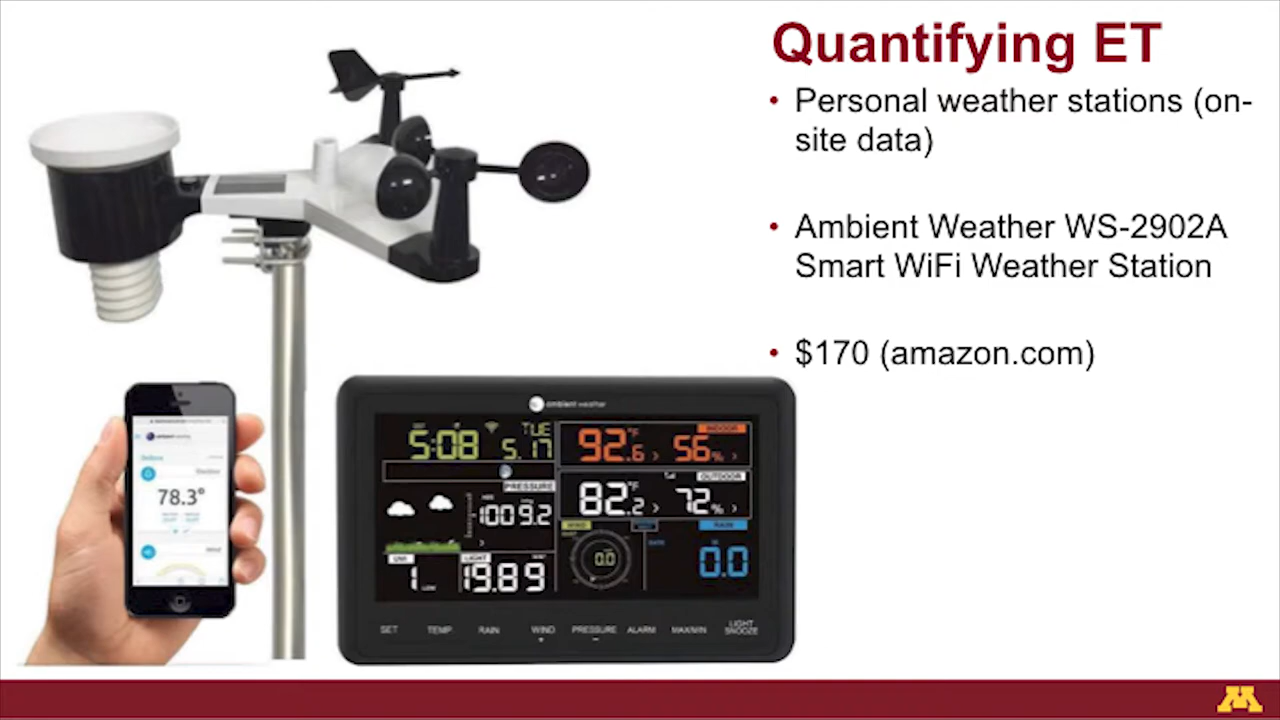 Quantifying ET
• Personal weather stations (on-
site data)
• Ambient Weather WS-2902A
Smart WiFi Weather Station
• $170 (amazon.com)
78.3°
Wind
ambient weather
5:08
TUE
5.17
INDOOR
92.6 °F
56%
OUTDOOR
82.2 °F
72%
PRESSURE
1009.2
WIND
0.0
RAIN
0.0
UVI
1 LOW
LIGHT
19.89
SET TEMP RAIN WIND PRESSURE ALARM MAX/MIN LIGHT
SNOOZE
M